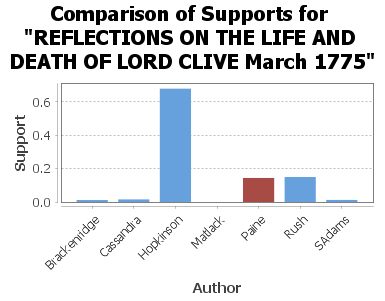 Comparison of Supports for
"REFLECTIONS ON THE LIFE AND
DEATH OF LORD CLIVE March 1775"
Support
0.6
0.4
0.2
0.0
Brackenridge
Cassandra
Hopkinson
Matlack
Paine
Rush
SAdams
Author